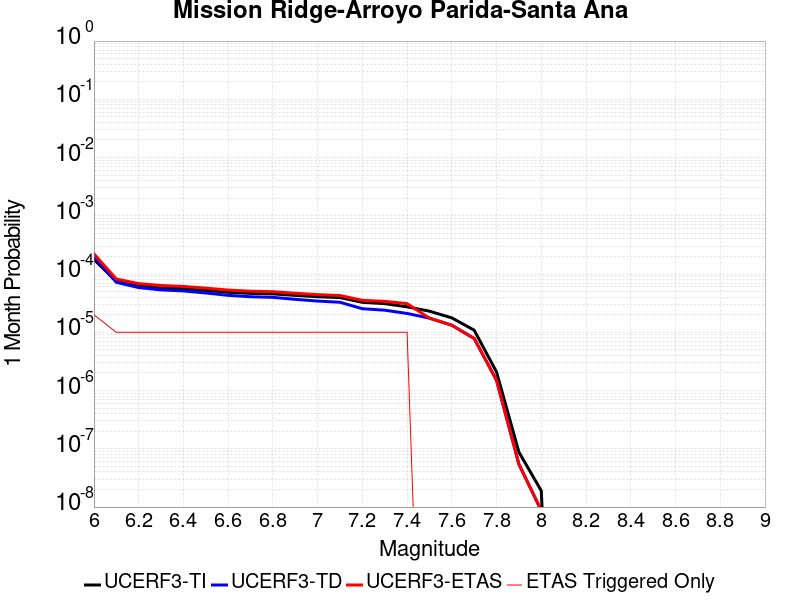 Mission Ridge-Arroyo Parida-Santa Ana
10^0
10^-1
10^-2
10^-3
10^-4
10^-5
10^-6
10^-7
10^-8
1 Month Probability
6 6.2 6.4 6.6 6.8 7 7.2 7.4 7.6 7.8 8 8.2 8.4 8.6 8.8 9
Magnitude
UCERF3-TI UCERF3-TD UCERF3-ETAS ETAS Triggered Only